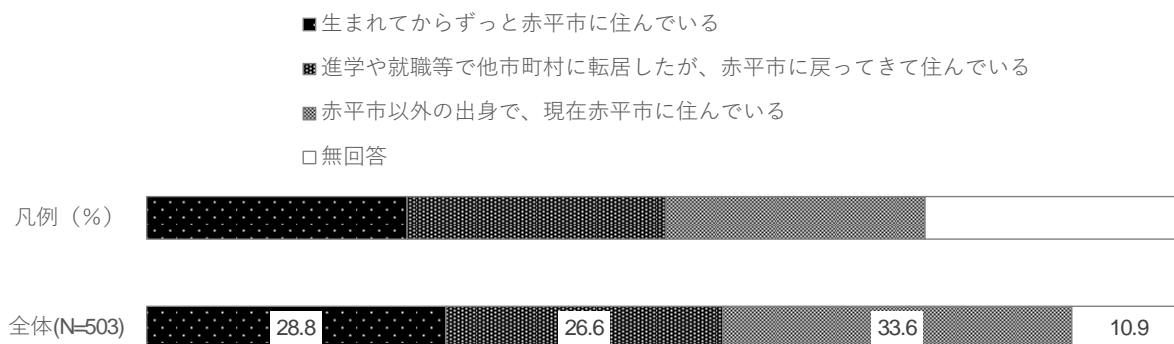 ■生まれてからずっと赤平市に住んでいる
■進学や就職等で他市町村に転居したが、赤平市に戻ってきて住んでいる
■赤平市以外の出身で、現在赤平市に住んでいる
□無回答
凡例（%）
全体(N=503) 28.8 26.6 33.6 10.9